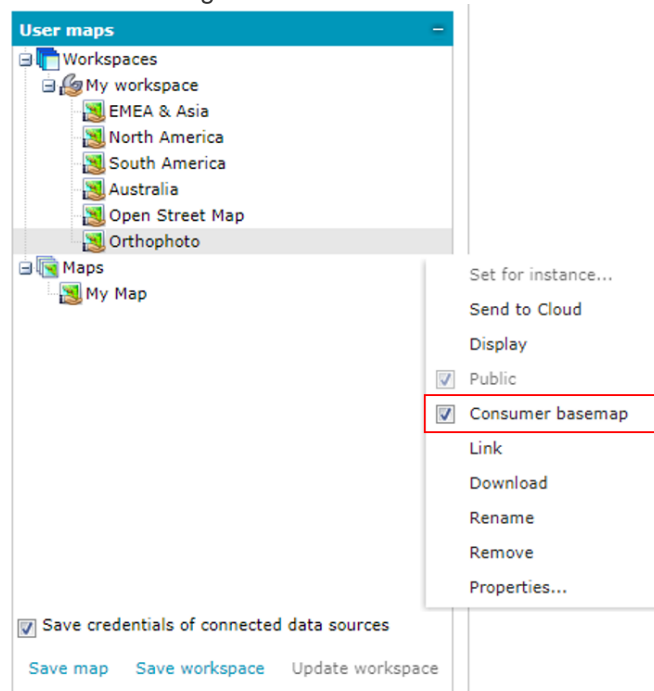 User maps
Workspaces
My workspace
EMEA & Asia
North America
South America
Australia
Open Street Map
Orthophoto
Maps
My Map
Set for instance...
Send to Cloud
Display
Public
Consumer basemap
Link
Download
Rename
Remove
Properties...
Save credentials of connected data sources
Save map Save workspace Update workspace